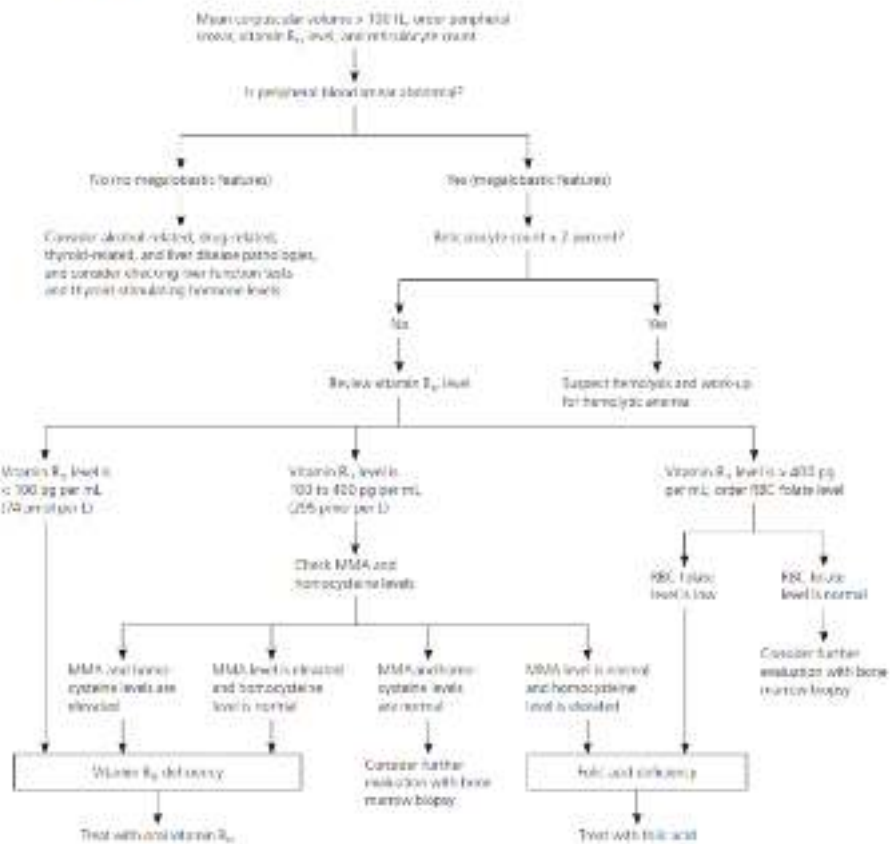 Mean corpuscular volume > 100 fL, order peripheral
smear, vitamin B₁₂ level, and reticulocyte count
Is peripheral blood smear abnormal?
No (no megalobastic features)
Yes (megalobastic features)
Consider alcohol-related, drug-related,
thyroid-related, and liver disease pathologies,
and consider checking liver function tests
and thyroid-stimulating hormone levels
Reticulocyte count > 2 percent?
No
Yes
Review vitamin B₁₂ level
Suspect hemolysis and work-up
for hemolytic anemia
Vitamin B₁₂ level is
< 100 pg per mL
(74 pmol per L)
Vitamin B₁₂ level is
100 to 400 pg per mL
(295 pmol per L)
Vitamin B₁₂ level is > 400 pg
per mL; order RBC folate level
Check MMA and
homocysteine levels
RBC folate
level is low
RBC folate
level is normal
MMA and homo-
cysteine levels are
elevated
MMA level is elevated
and homocysteine
level is normal
MMA and homo-
cysteine levels
are normal
MMA level is normal
and homocysteine
level is elevated
Consider further
evaluation with bone
marrow biopsy
Vitamin B₁₂ deficiency
Consider further
evaluation with bone
marrow biopsy
Folic acid deficiency
Treat with oral vitamin B₁₂
Treat with folic acid